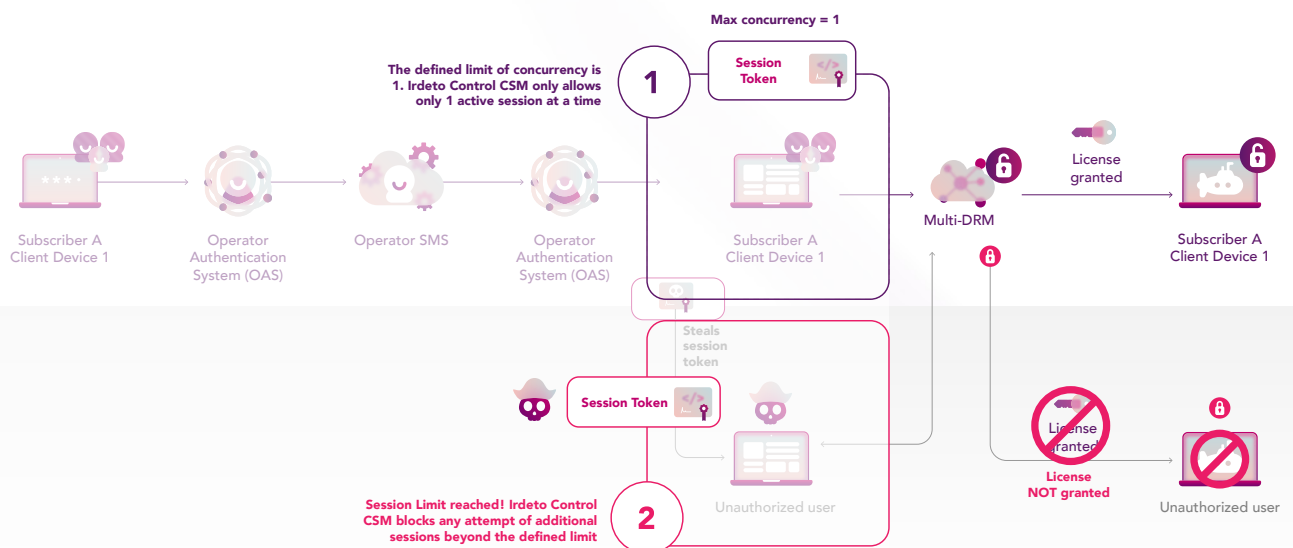 Max concurrency = 1
The defined limit of concurrency is
1. Irdeto Control CSM only allows
only 1 active session at a time
1
Session
Token
</>
***
License
granted
Subscriber A
Client Device 1
Operator
Authentication
System (OAS)
Operator SMS
Operator
Authentication
System (OAS)
Subscriber A
Client Device 1
Multi-DRM
Subscriber A
Client Device 1
Steals
session
token
Session Token
</>
License
granted
License
NOT granted
Session Limit reached! Irdeto Control
CSM blocks any attempt of additional
sessions beyond the defined limit
2
Unauthorized user
Unauthorized user